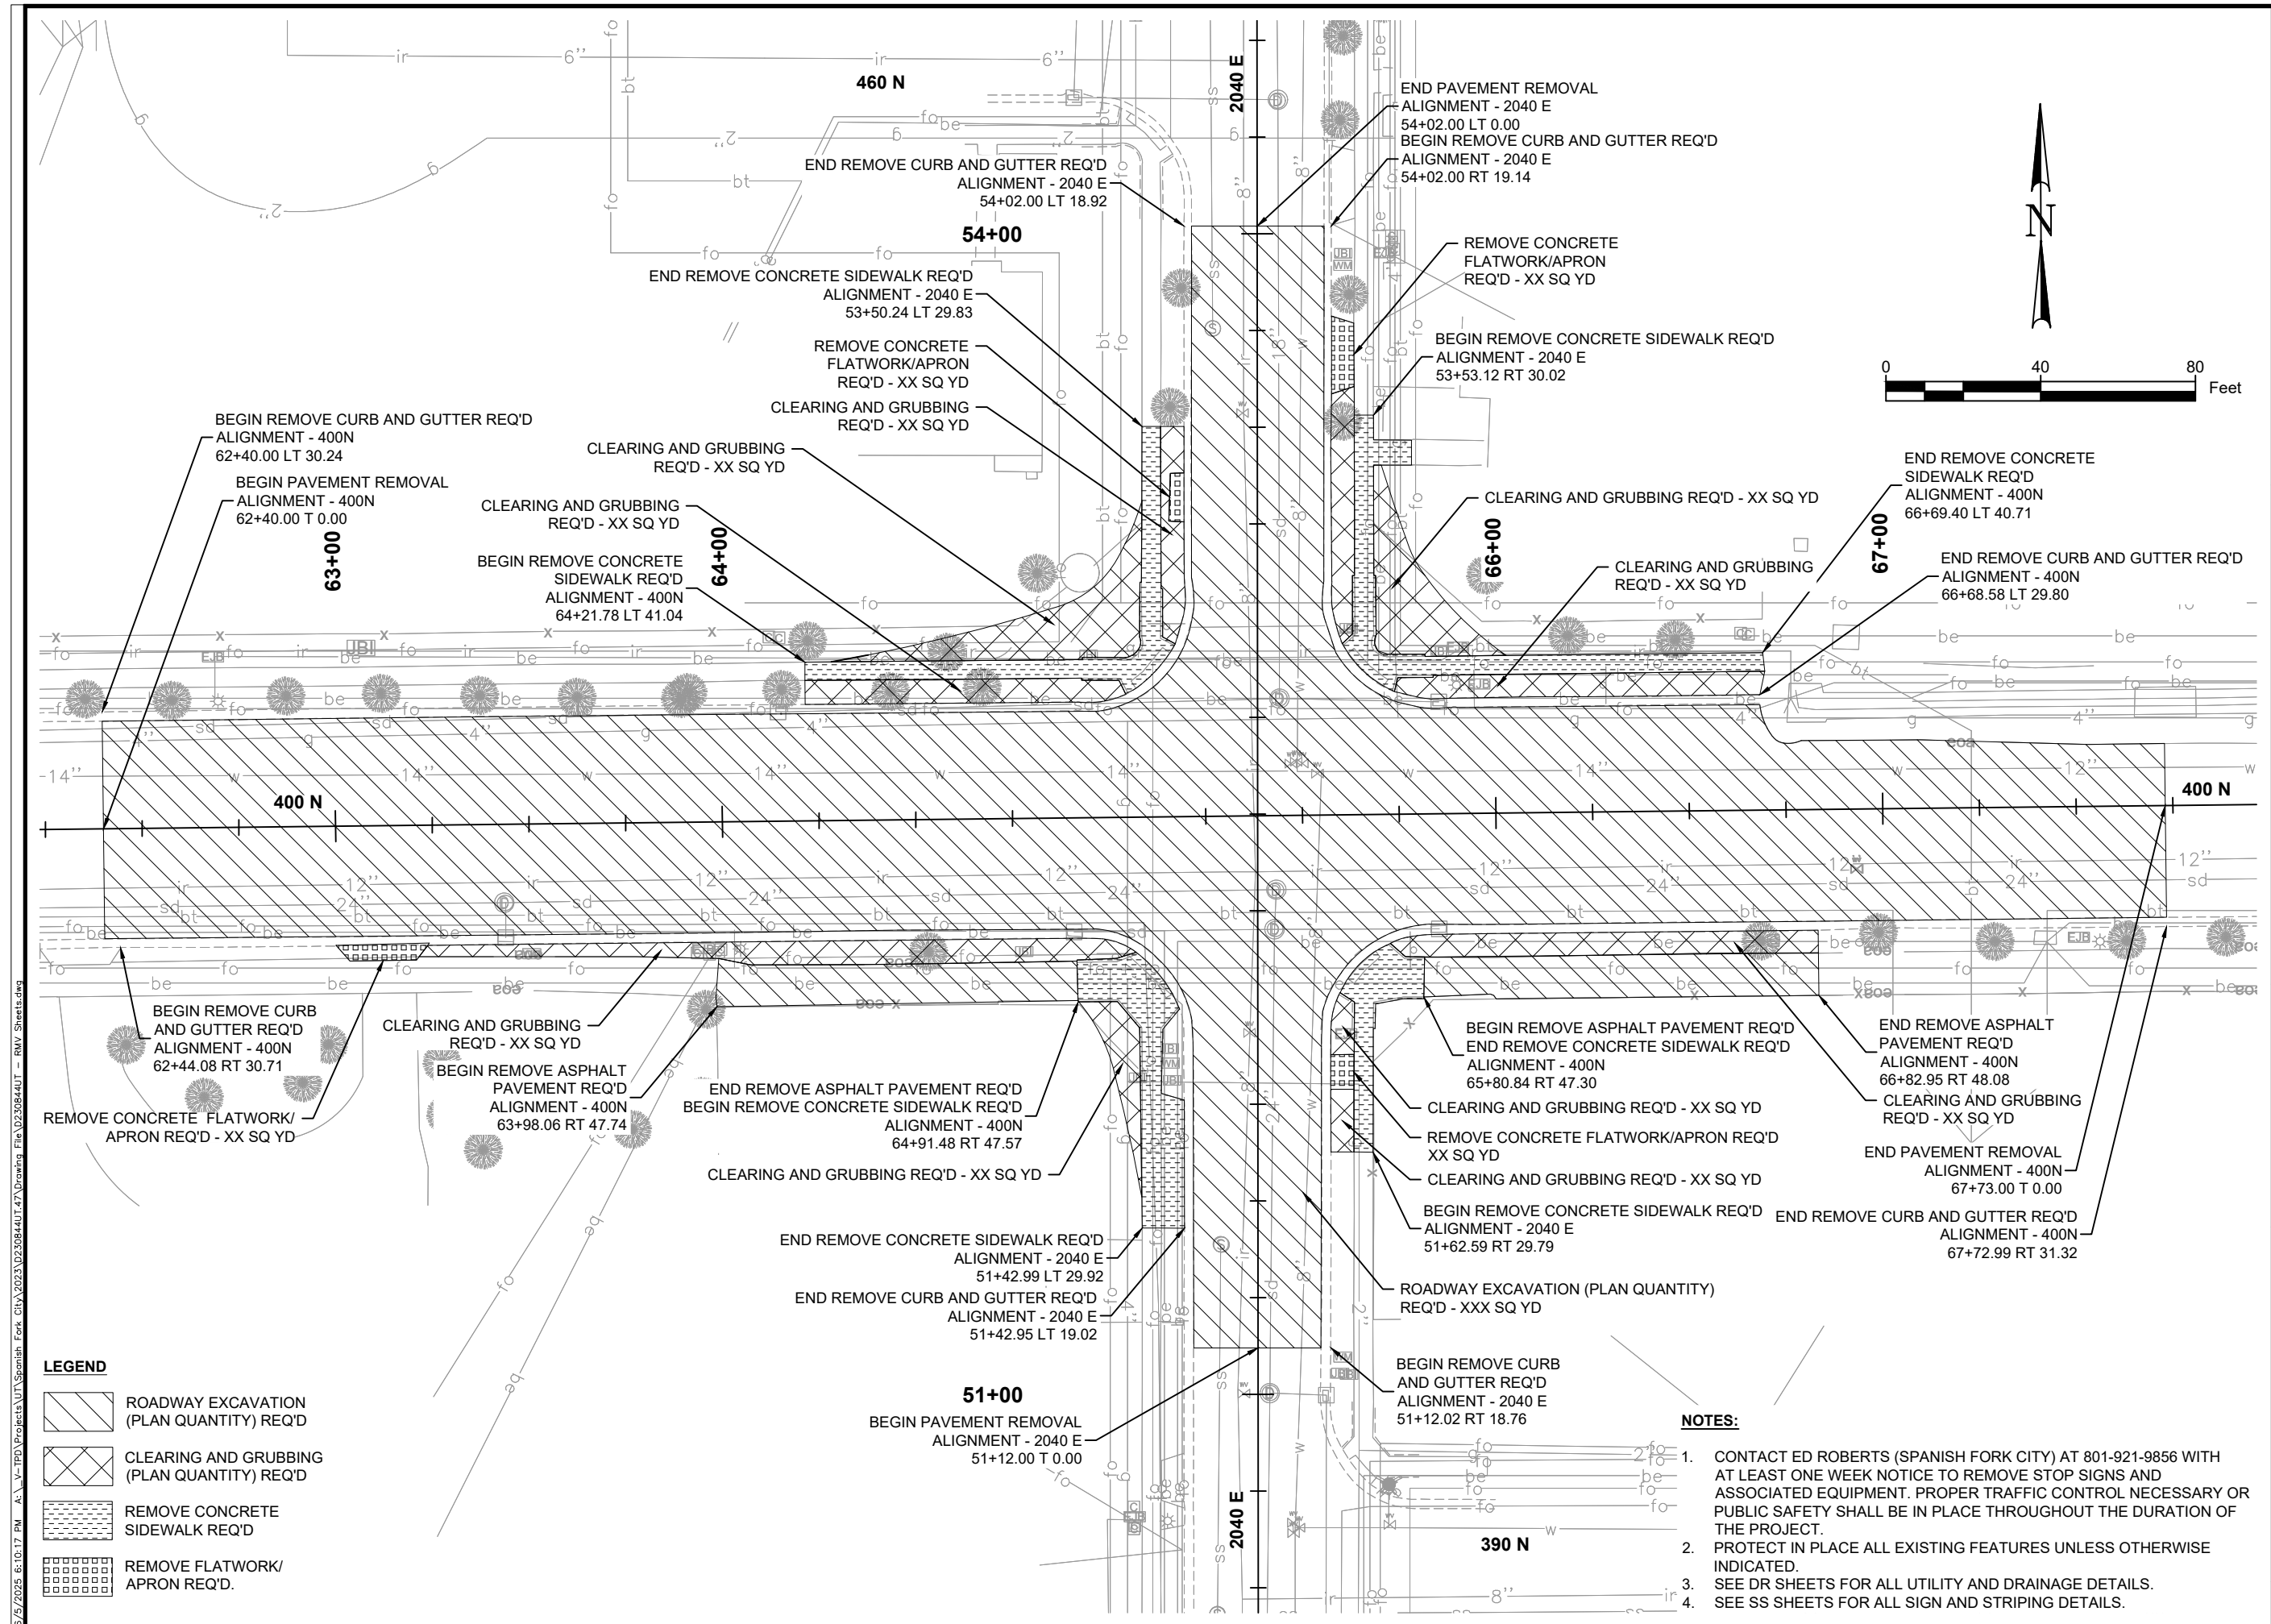 460 N
2040 E
END PAVEMENT REMOVAL
ALIGNMENT - 2040 E
54+02.00 LT 0.00
BEGIN REMOVE CURB AND GUTTER REQ'D
ALIGNMENT - 2040 E
54+02.00 RT 19.14
END REMOVE CURB AND GUTTER REQ'D
ALIGNMENT - 2040 E
54+02.00 LT 18.92
54+00
N
REMOVE CONCRETE
FLATWORK/APRON
REQ'D - XX SQ YD
END REMOVE CONCRETE SIDEWALK REQ'D
ALIGNMENT - 2040 E
53+50.24 LT 29.83
REMOVE CONCRETE
FLATWORK/APRON
REQ'D - XX SQ YD
BEGIN REMOVE CONCRETE SIDEWALK REQ'D
ALIGNMENT - 2040 E
53+53.12 RT 30.02
0 40 80
Feet
CLEARING AND GRUBBING
REQ'D - XX SQ YD
BEGIN REMOVE CURB AND GUTTER REQ'D
ALIGNMENT - 400N
62+40.00 LT 30.24
CLEARING AND GRUBBING
REQ'D - XX SQ YD
END REMOVE CONCRETE
SIDEWALK REQ'D
ALIGNMENT - 400N
66+69.40 LT 40.71
BEGIN PAVEMENT REMOVAL
ALIGNMENT - 400N
62+40.00 T 0.00
CLEARING AND GRUBBING
REQ'D - XX SQ YD
CLEARING AND GRUBBING REQ'D - XX SQ YD
63+00
64+00
66+00
67+00
BEGIN REMOVE CONCRETE
SIDEWALK REQ'D
ALIGNMENT - 400N
64+21.78 LT 41.04
CLEARING AND GRUBBING
REQ'D - XX SQ YD
END REMOVE CURB AND GUTTER REQ'D
ALIGNMENT - 400N
66+68.58 LT 29.80
400 N
400 N
BEGIN REMOVE CURB
AND GUTTER REQ'D
ALIGNMENT - 400N
62+44.08 RT 30.71
CLEARING AND GRUBBING
REQ'D - XX SQ YD
REMOVE CONCRETE FLATWORK/
APRON REQ'D - XX SQ YD
BEGIN REMOVE ASPHALT
PAVEMENT REQ'D
ALIGNMENT - 400N
63+98.06 RT 47.74
END REMOVE ASPHALT PAVEMENT REQ'D
BEGIN REMOVE CONCRETE SIDEWALK REQ'D
ALIGNMENT - 400N
64+91.48 RT 47.57
CLEARING AND GRUBBING REQ'D - XX SQ YD
BEGIN REMOVE ASPHALT PAVEMENT REQ'D
END REMOVE CONCRETE SIDEWALK REQ'D
ALIGNMENT - 400N
65+80.84 RT 47.30
END REMOVE ASPHALT
PAVEMENT REQ'D
ALIGNMENT - 400N
66+82.95 RT 48.08
CLEARING AND GRUBBING REQ'D - XX SQ YD
CLEARING AND GRUBBING
REQ'D - XX SQ YD
REMOVE CONCRETE FLATWORK/APRON REQ'D
XX SQ YD
CLEARING AND GRUBBING REQ'D - XX SQ YD
END PAVEMENT REMOVAL
ALIGNMENT - 400N
67+73.00 T 0.00
BEGIN REMOVE CONCRETE SIDEWALK REQ'D
ALIGNMENT - 2040 E
51+62.59 RT 29.79
END REMOVE CURB AND GUTTER REQ'D
ALIGNMENT - 400N
67+72.99 RT 31.32
END REMOVE CONCRETE SIDEWALK REQ'D
ALIGNMENT - 2040 E
51+42.99 LT 29.92
END REMOVE CURB AND GUTTER REQ'D
ALIGNMENT - 2040 E
51+42.95 LT 19.02
ROADWAY EXCAVATION (PLAN QUANTITY)
REQ'D - XXX SQ YD
51+00
BEGIN PAVEMENT REMOVAL
ALIGNMENT - 2040 E
51+12.00 T 0.00
BEGIN REMOVE CURB
AND GUTTER REQ'D
ALIGNMENT - 2040 E
51+12.02 RT 18.76
2040 E
390 N
LEGEND
ROADWAY EXCAVATION
(PLAN QUANTITY) REQ'D
CLEARING AND GRUBBING
(PLAN QUANTITY) REQ'D
REMOVE CONCRETE
SIDEWALK REQ'D
REMOVE FLATWORK/
APRON REQ'D.
NOTES:
1. CONTACT ED ROBERTS (SPANISH FORK CITY) AT 801-921-9856 WITH
AT LEAST ONE WEEK NOTICE TO REMOVE STOP SIGNS AND
ASSOCIATED EQUIPMENT. PROPER TRAFFIC CONTROL NECESSARY OR
PUBLIC SAFETY SHALL BE IN PLACE THROUGHOUT THE DURATION OF
THE PROJECT.
2. PROTECT IN PLACE ALL EXISTING FEATURES UNLESS OTHERWISE
INDICATED.
3. SEE DR SHEETS FOR ALL UTILITY AND DRAINAGE DETAILS.
4. SEE SS SHEETS FOR ALL SIGN AND STRIPING DETAILS.